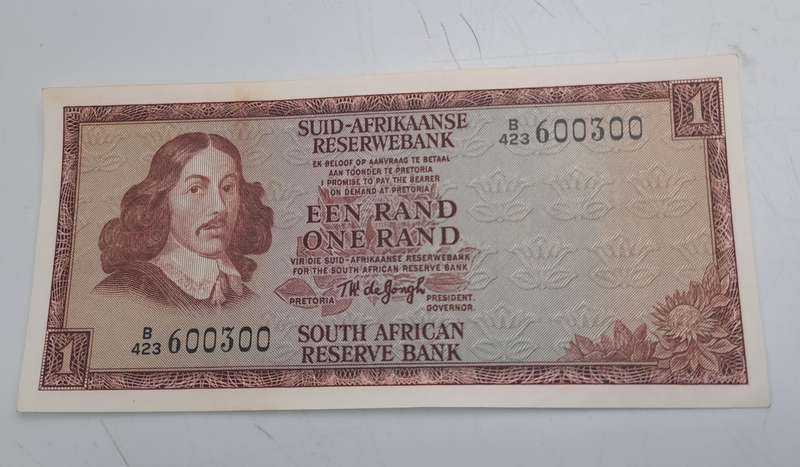 1
SUID-AFRIKAANSE
RESERWEBANK
B
423 600300
EK BELOOF OP AANVRAAG TE BETAAL
AAN TOONDER TE PRETORIA
I PROMISE TO PAY THE BEARER
ON DEMAND AT PRETORIA
EEN RAND
ONE RAND
VIR DIE SUID-AFRIKAANSE RESERWEBANK
FOR THE SOUTH AFRICAN RESERVE BANK
PRETORIA
T.W. de Jongh
PRESIDENT.
GOVERNOR.
B
423 600300
SOUTH AFRICAN
RESERVE BANK
1